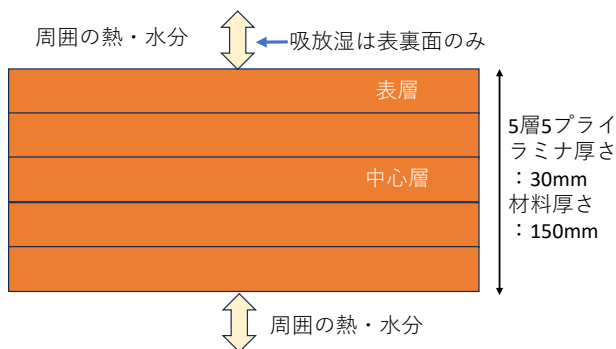 周囲の熱・水分
吸放湿は表裏面のみ
表層
中心層
5層5プライ
ラミナ厚さ
：30mm
材料厚さ
：150mm
周囲の熱・水分